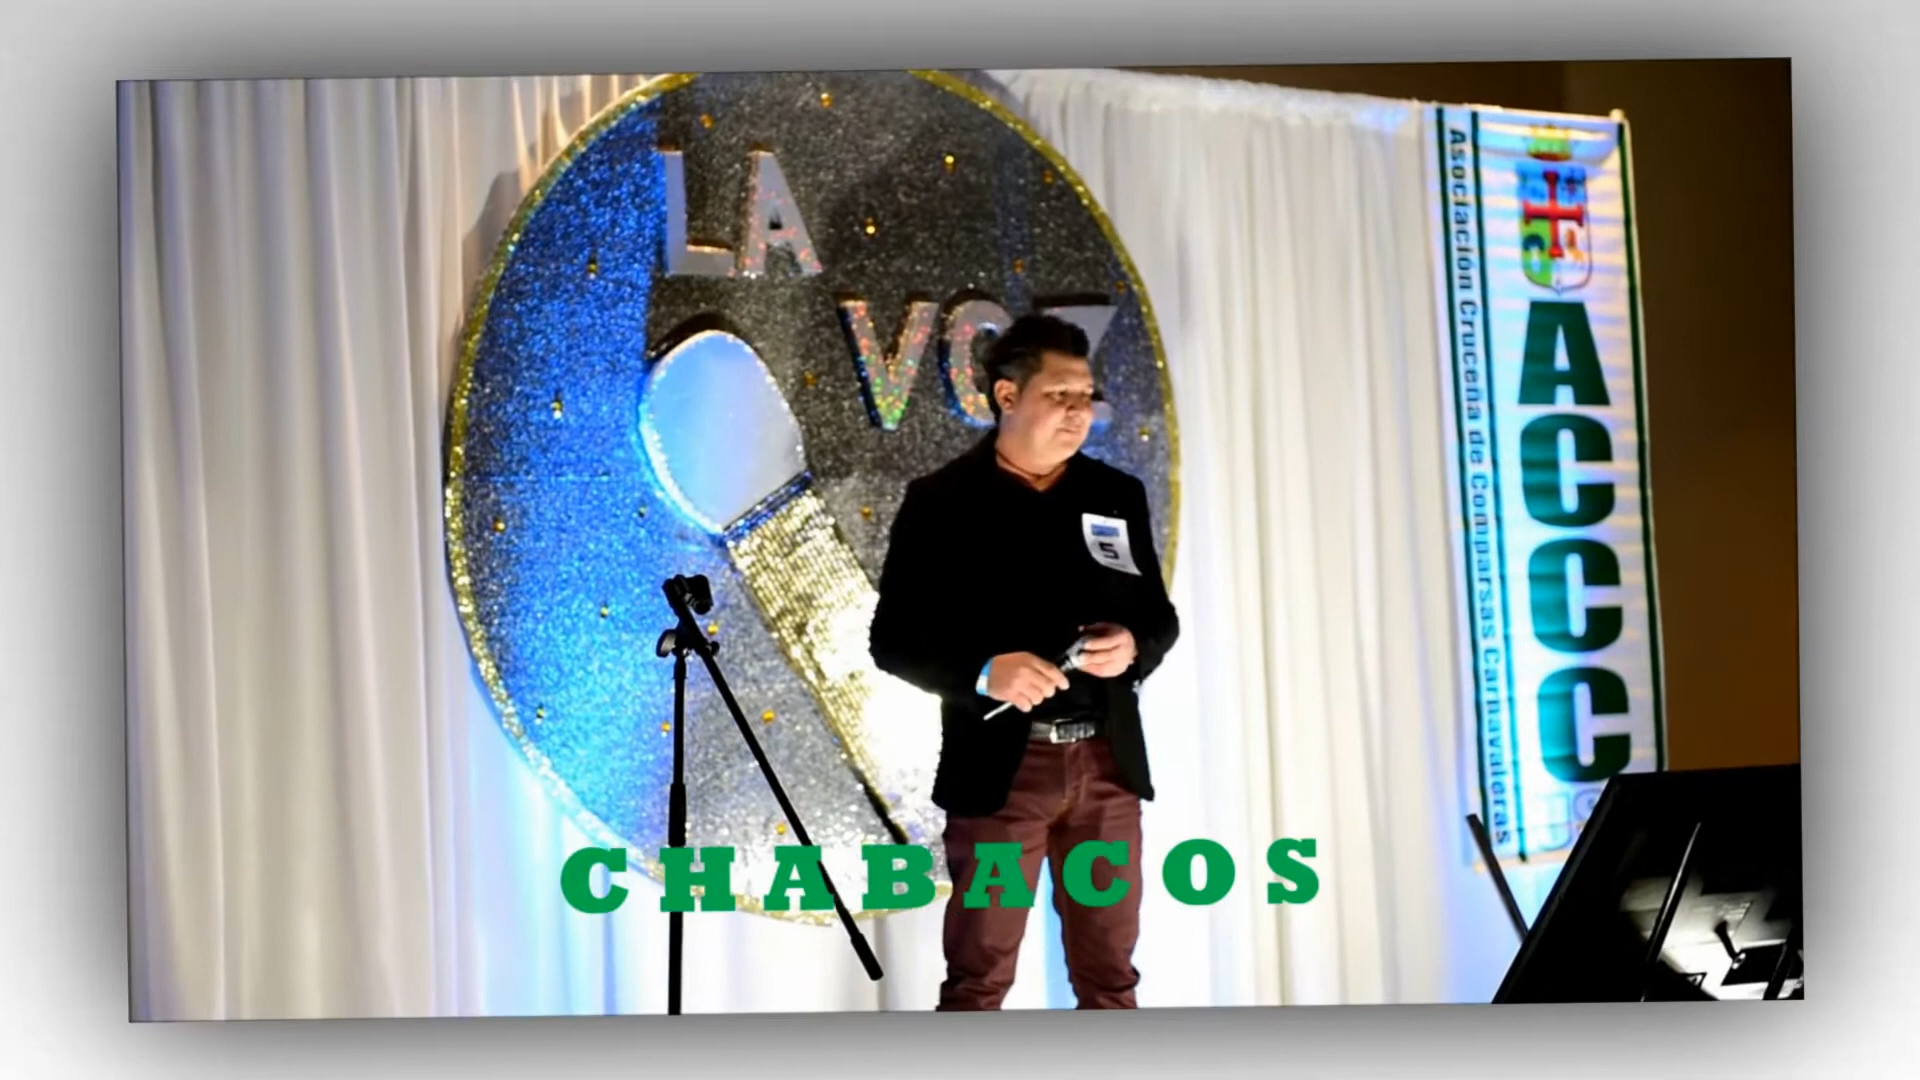 LA
VOZ
ACCC
Asociación Cruceña de Comparsas Carnavaleras
5
CHABACOS